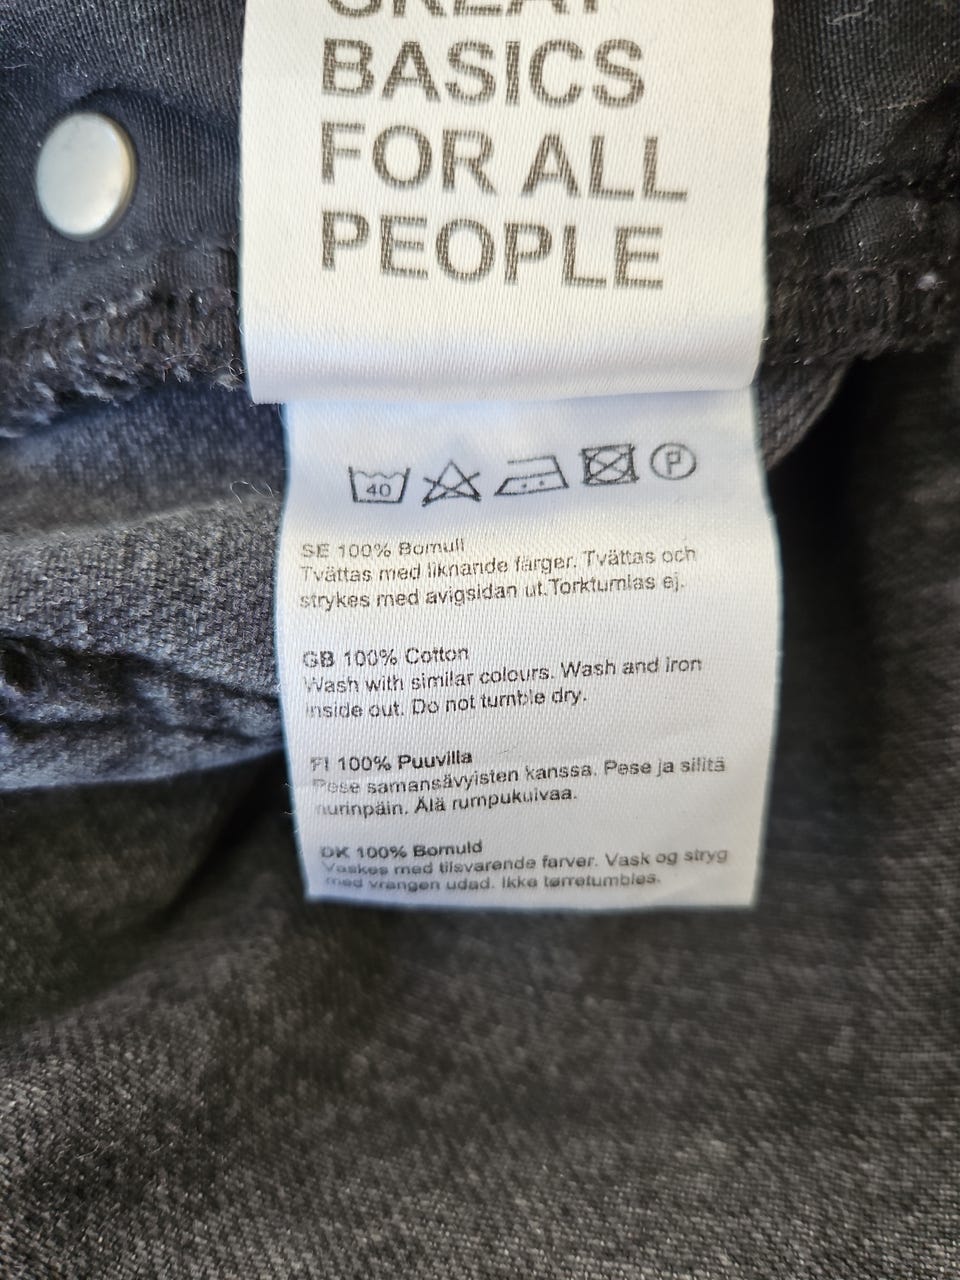 GREAT
BASICS
FOR ALL
PEOPLE
40
P
SE 100% Bomull
Tvättas med liknande färger. Tvättas och
strykes med avigsidan ut.Torktumlas ej.
GB 100% Cotton
Wash with similar colours. Wash and iron
inside out. Do not tumble dry.
FI 100% Puuvilla
Pese samansävyisten kanssa. Pese ja silitä
nurinpäin. Älä rumpukuivaa.
DK 100% Bomuld
Vaskes med tilsvarende farver. Vask og stryg
med vrangen udad. Ikke tørretumbles.